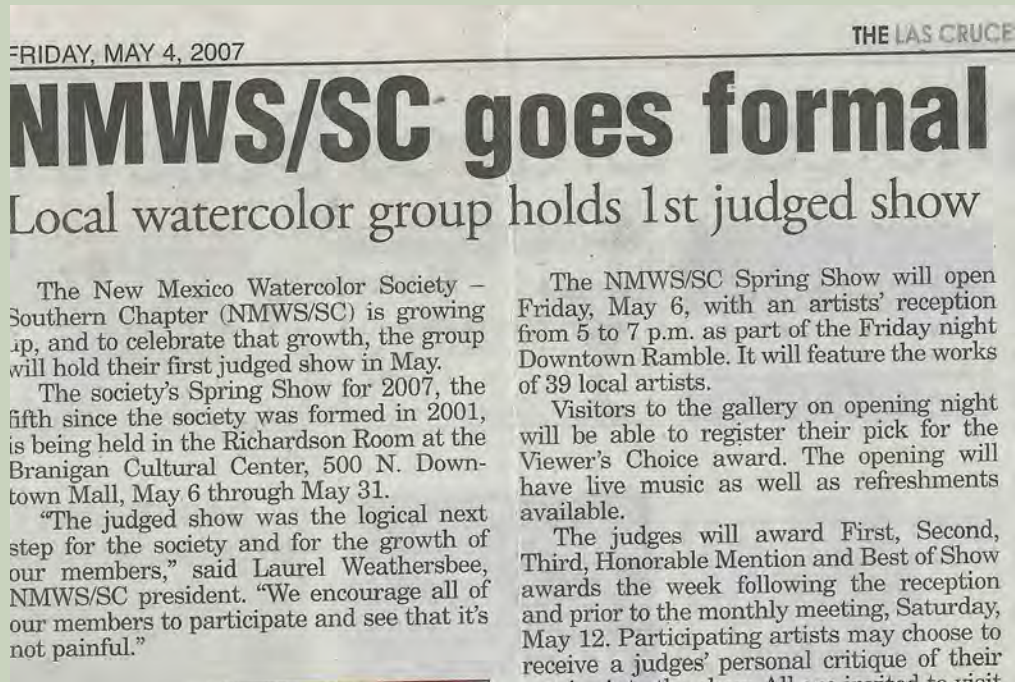 FRIDAY, MAY 4, 2007
THE LAS CRUCE
NMWS/SC goes formal
Local watercolor group holds 1st judged show
The New Mexico Watercolor Society –
Southern Chapter (NMWS/SC) is growing
up, and to celebrate that growth, the group
will hold their first judged show in May.
The society's Spring Show for 2007, the
fifth since the society was formed in 2001,
is being held in the Richardson Room at the
Branigan Cultural Center, 500 N. Down-
town Mall, May 6 through May 31.
"The judged show was the logical next
step for the society and for the growth of
our members," said Laurel Weathersbee,
NMWS/SC president. "We encourage all of
our members to participate and see that it's
not painful."
The NMWS/SC Spring Show will open
Friday, May 6, with an artists' reception
from 5 to 7 p.m. as part of the Friday night
Downtown Ramble. It will feature the works
of 39 local artists.
Visitors to the gallery on opening night
will be able to register their pick for the
Viewer's Choice award. The opening will
have live music as well as refreshments
available.
The judges will award First, Second,
Third, Honorable Mention and Best of Show
awards the week following the reception
and prior to the monthly meeting, Saturday,
May 12. Participating artists may choose to
receive a judges' personal critique of their